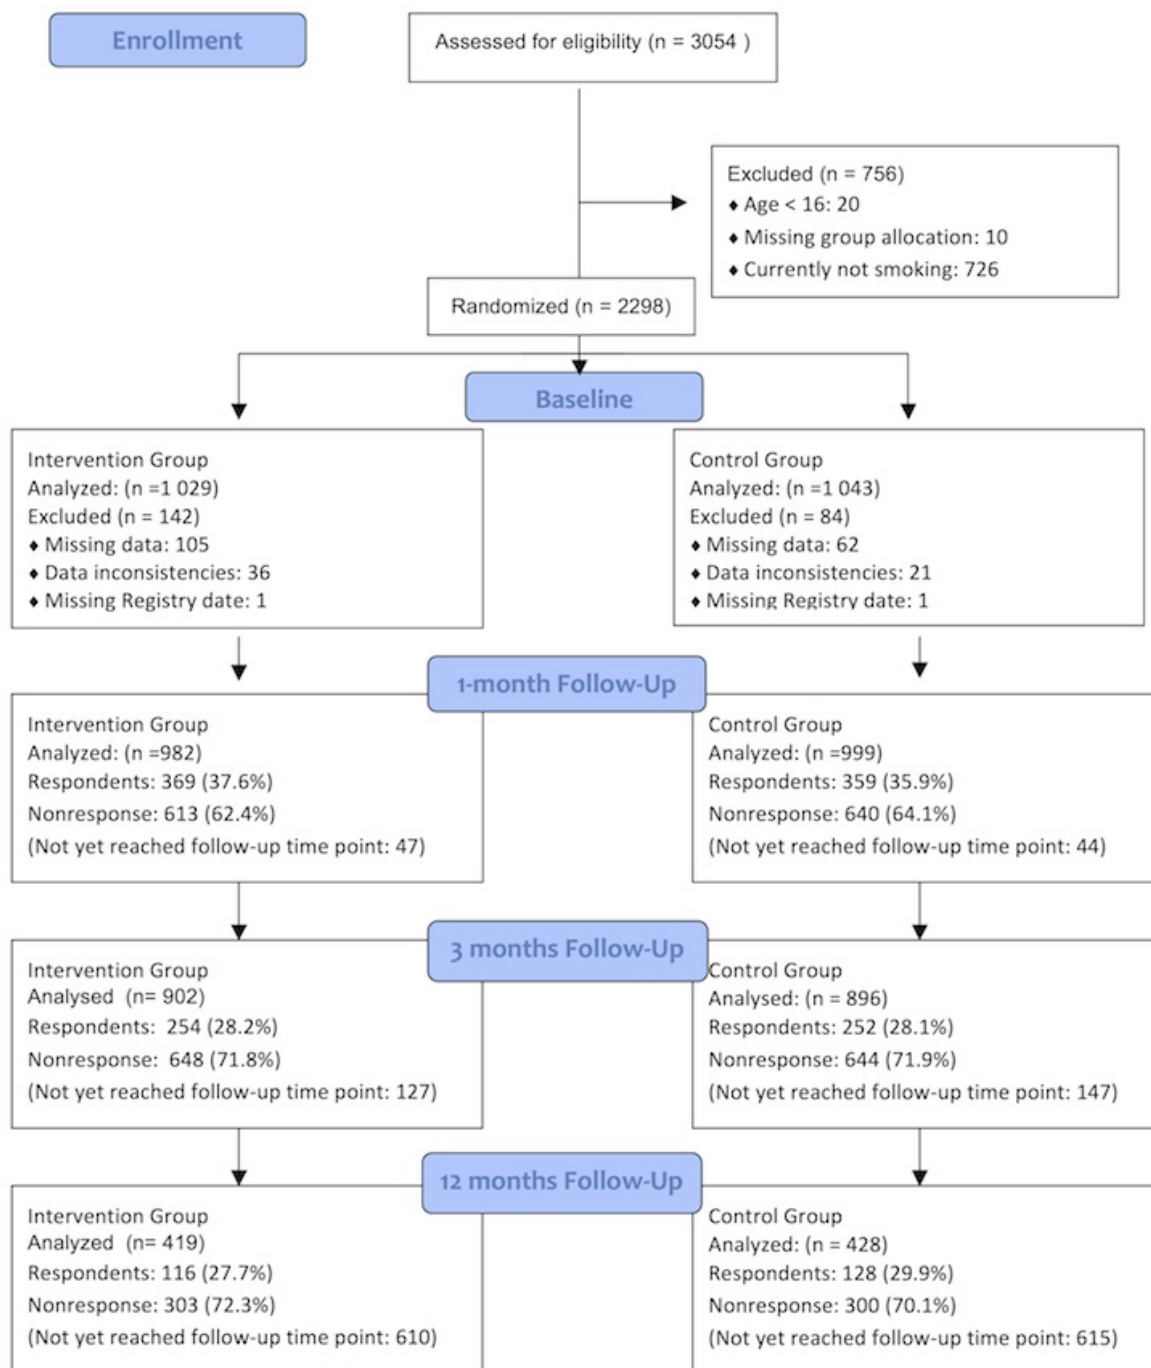 Enrollment
Assessed for eligibility (n = 3054 )
Excluded (n = 756)
♦ Age < 16: 20
♦ Missing group allocation: 10
♦ Currently not smoking: 726
Randomized (n = 2298)
Baseline
Intervention Group
Analyzed: (n =1 029)
Excluded (n = 142)
♦ Missing data: 105
♦ Data inconsistencies: 36
♦ Missing Registry date: 1
Control Group
Analyzed: (n =1 043)
Excluded (n = 84)
♦ Missing data: 62
♦ Data inconsistencies: 21
♦ Missing Registry date: 1
1-month Follow-Up
Intervention Group
Analyzed: (n =982)
Respondents: 369 (37.6%)
Nonresponse: 613 (62.4%)
(Not yet reached follow-up time point: 47)
Control Group
Analyzed: (n =999)
Respondents: 359 (35.9%)
Nonresponse: 640 (64.1%)
(Not yet reached follow-up time point: 44)
3 months Follow-Up
Intervention Group
Analysed (n= 902)
Respondents: 254 (28.2%)
Nonresponse: 648 (71.8%)
(Not yet reached follow-up time point: 127)
Control Group
Analysed: (n = 896)
Respondents: 252 (28.1%)
Nonresponse: 644 (71.9%)
(Not yet reached follow-up time point: 147)
12 months Follow-Up
Intervention Group
Analyzed (n= 419)
Respondents: 116 (27.7%)
Nonresponse: 303 (72.3%)
(Not yet reached follow-up time point: 610)
Control Group
Analyzed: (n = 428)
Respondents: 128 (29.9%)
Nonresponse: 300 (70.1%)
(Not yet reached follow-up time point: 615)